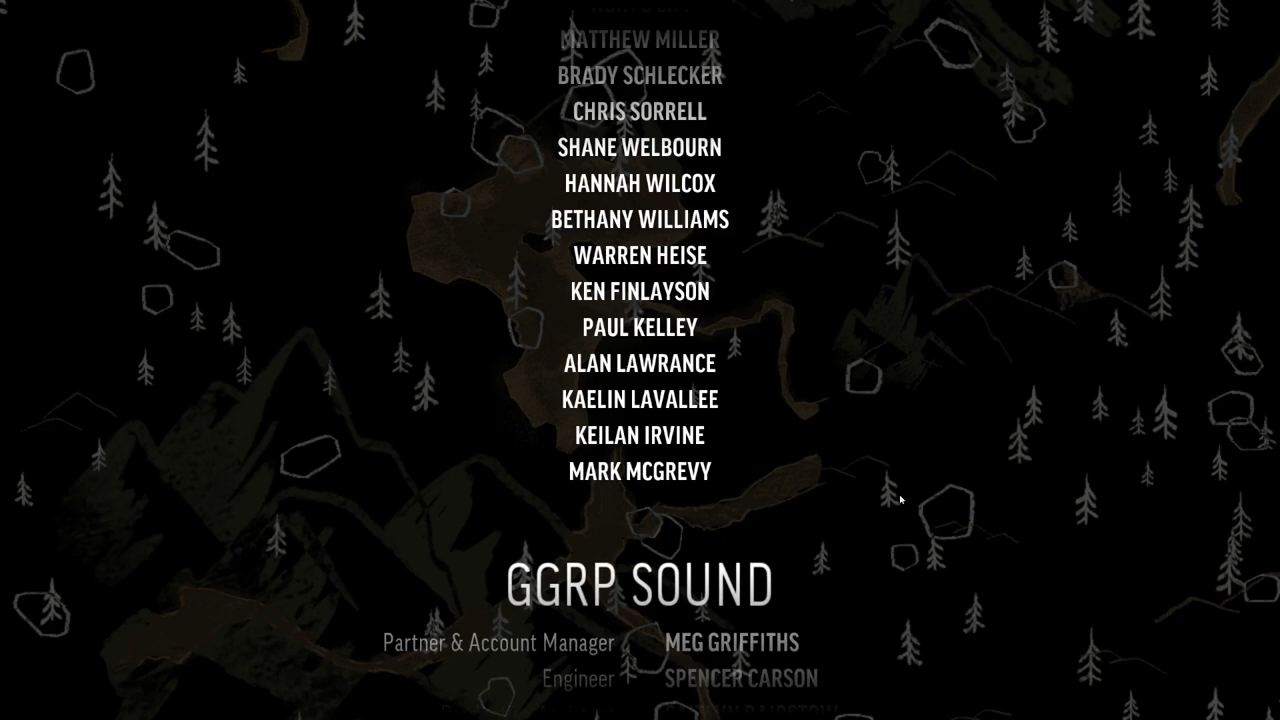 MATTHEW MILLER
BRADY SCHLECKER
CHRIS SORRELL
SHANE WELBOURN
HANNAH WILCOX
BETHANY WILLIAMS
WARREN HEISE
KEN FINLAYSON
PAUL KELLEY
ALAN LAWRANCE
KAELIN LAVALLEE
KEILAN IRVINE
MARK MCGREVY
GGRP SOUND
Partner & Account Manager MEG GRIFFITHS
Engineer SPENCER CARSON